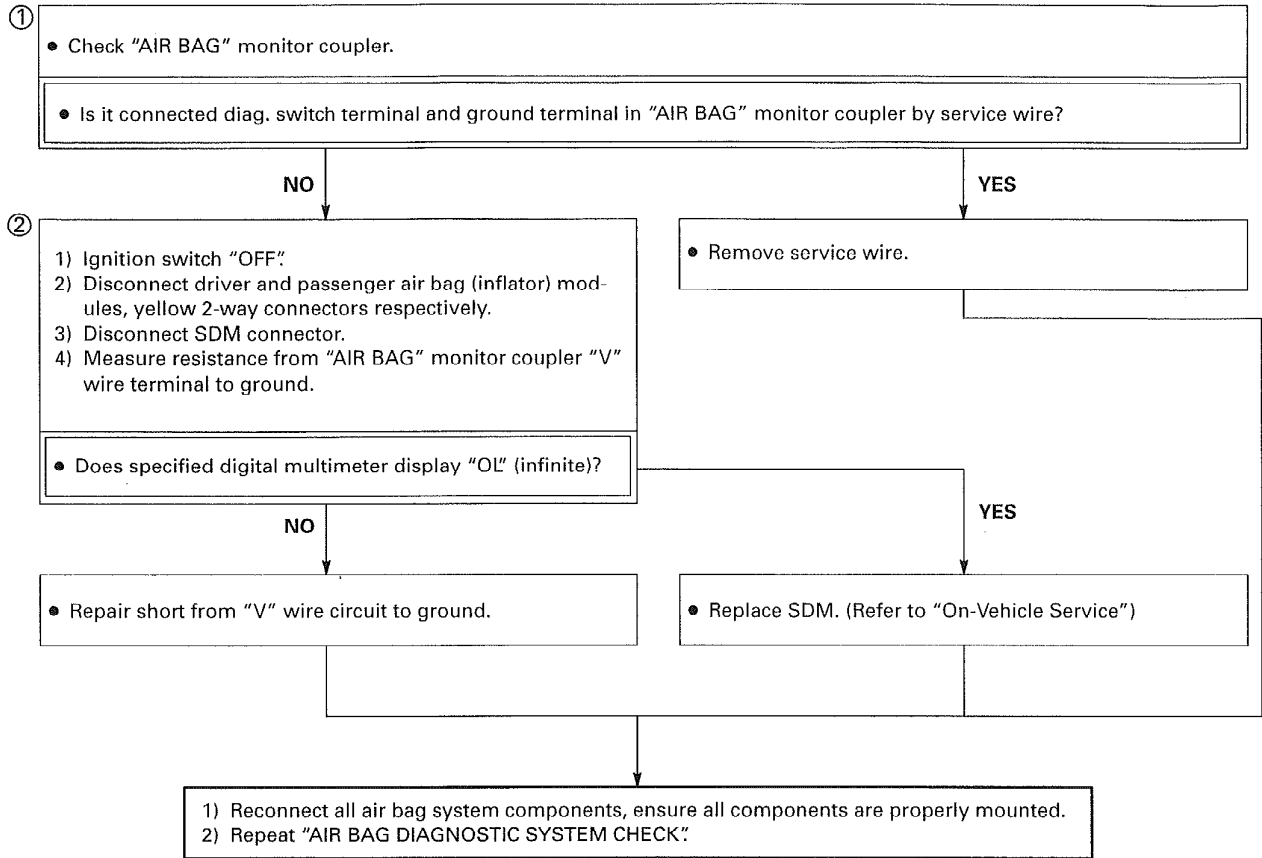 ①
● Check "AIR BAG" monitor coupler.
● Is it connected diag. switch terminal and ground terminal in "AIR BAG" monitor coupler by service wire?
NO
YES
②
1) Ignition switch "OFF".
2) Disconnect driver and passenger air bag (inflator) mod-
ules, yellow 2-way connectors respectively.
3) Disconnect SDM connector.
4) Measure resistance from "AIR BAG" monitor coupler "V"
wire terminal to ground.
● Remove service wire.
● Does specified digital multimeter display "OL" (infinite)?
NO
YES
● Repair short from "V" wire circuit to ground.
● Replace SDM. (Refer to "On-Vehicle Service")
1) Reconnect all air bag system components, ensure all components are properly mounted.
2) Repeat "AIR BAG DIAGNOSTIC SYSTEM CHECK".